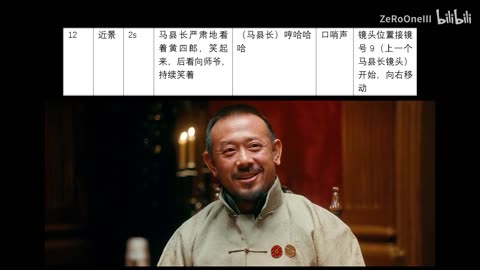 ZeRoOneIII bilibili
12
近景
2s
马县长严肃地看
着黄四郎，笑起
来，后看向师爷，
持续笑着
（马县长）哼哈哈
哈
口哨声
镜头位置接镜
号 9（上一个
马县长镜头）
开始，向右移
动